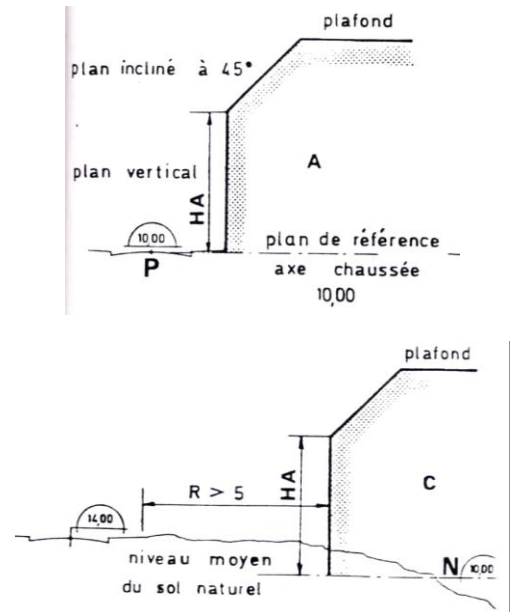 plafond
plan incliné à 45°
A
plan vertical
HA
10,00
plan de référence
P
axe chaussée
10,00
plafond
HA
R > 5
C
14,00
niveau moyen
N
10,00
du sol naturel